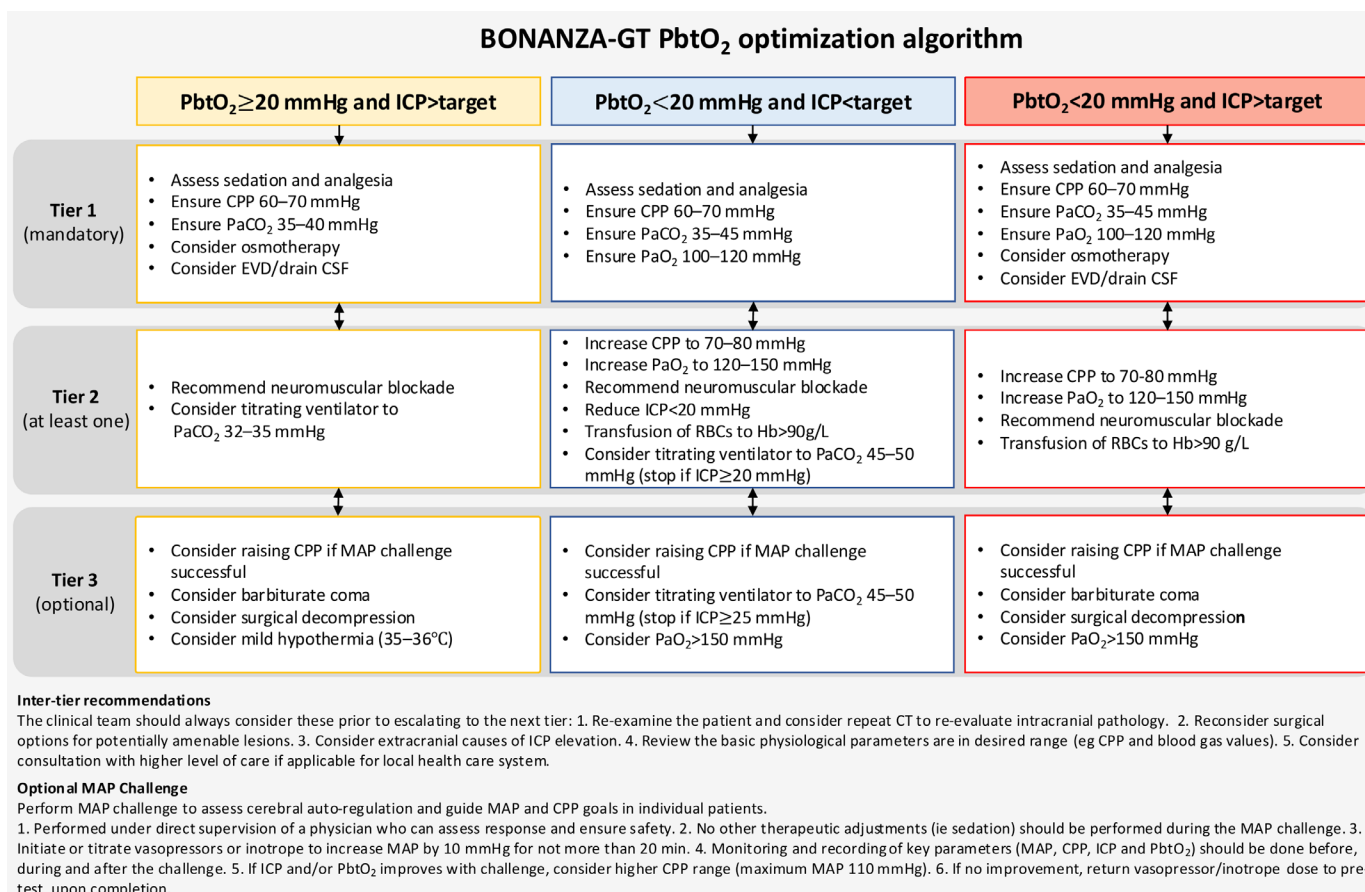 BONANZA-GT PbtO₂ optimization algorithm
PbtO₂≥20 mmHg and ICP>target
PbtO₂<20 mmHg and ICP<target
PbtO₂<20 mmHg and ICP>target
Tier 1
(mandatory)
• Assess sedation and analgesia
• Ensure CPP 60–70 mmHg
• Ensure PaCO₂ 35–40 mmHg
• Consider osmotherapy
• Consider EVD/drain CSF
• Assess sedation and analgesia
• Ensure CPP 60–70 mmHg
• Ensure PaCO₂ 35–45 mmHg
• Ensure PaO₂ 100–120 mmHg
• Assess sedation and analgesia
• Ensure CPP 60–70 mmHg
• Ensure PaCO₂ 35–45 mmHg
• Ensure PaO₂ 100–120 mmHg
• Consider osmotherapy
• Consider EVD/drain CSF
Tier 2
(at least one)
• Recommend neuromuscular blockade
• Consider titrating ventilator to
PaCO₂ 32–35 mmHg
• Increase CPP to 70–80 mmHg
• Increase PaO₂ to 120–150 mmHg
• Recommend neuromuscular blockade
• Reduce ICP<20 mmHg
• Transfusion of RBCs to Hb>90g/L
• Consider titrating ventilator to PaCO₂ 45–50
mmHg (stop if ICP≥20 mmHg)
• Increase CPP to 70-80 mmHg
• Increase PaO₂ to 120–150 mmHg
• Recommend neuromuscular blockade
• Transfusion of RBCs to Hb>90 g/L
Tier 3
(optional)
• Consider raising CPP if MAP challenge
successful
• Consider barbiturate coma
• Consider surgical decompression
• Consider mild hypothermia (35–36℃)
• Consider raising CPP if MAP challenge
successful
• Consider titrating ventilator to PaCO₂ 45–50
mmHg (stop if ICP≥25 mmHg)
• Consider PaO₂>150 mmHg
• Consider raising CPP if MAP challenge
successful
• Consider barbiturate coma
• Consider surgical decompression
• Consider PaO₂>150 mmHg
Inter-tier recommendations
The clinical team should always consider these prior to escalating to the next tier: 1. Re-examine the patient and consider repeat CT to re-evaluate intracranial pathology. 2. Reconsider surgical
options for potentially amenable lesions. 3. Consider extracranial causes of ICP elevation. 4. Review the basic physiological parameters are in desired range (eg CPP and blood gas values). 5. Consider
consultation with higher level of care if applicable for local health care system.
Optional MAP Challenge
Perform MAP challenge to assess cerebral auto-regulation and guide MAP and CPP goals in individual patients.
1. Performed under direct supervision of a physician who can assess response and ensure safety. 2. No other therapeutic adjustments (ie sedation) should be performed during the MAP challenge. 3.
Initiate or titrate vasopressors or inotrope to increase MAP by 10 mmHg for not more than 20 min. 4. Monitoring and recording of key parameters (MAP, CPP, ICP and PbtO₂) should be done before,
during and after the challenge. 5. If ICP and/or PbtO₂ improves with challenge, consider higher CPP range (maximum MAP 110 mmHg). 6. If no improvement, return vasopressor/inotrope dose to pre
test, upon completion